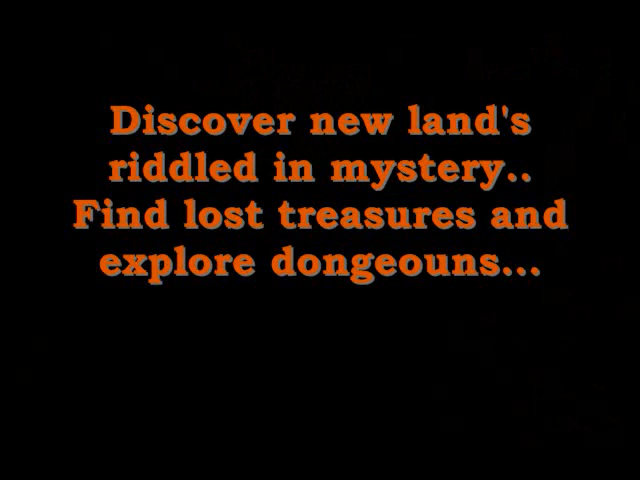 Discover new land's
riddled in mystery..
Find lost treasures and
explore dongeouns...